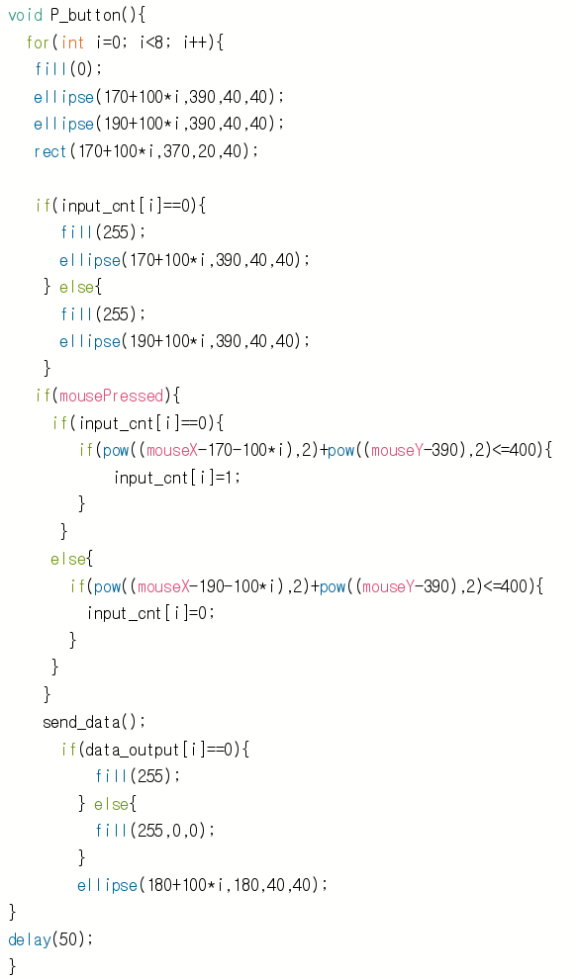 void P_button(){
for(int i=0; i<8; i++){
fill(0);
ellipse(170+100*i,390,40,40);
ellipse(190+100*i,390,40,40);
rect(170+100*i,370,20,40);
if(input_cnt[i]==0){
fill(255);
ellipse(170+100*i,390,40,40);
} else{
fill(255);
ellipse(190+100*i,390,40,40);
}
if(mousePressed){
if(input_cnt[i]==0){
if(pow((mouseX-170-100*i),2)+pow((mouseY-390),2)<=400){
input_cnt[i]=1;
}
}
else{
if(pow((mouseX-190-100*i),2)+pow((mouseY-390),2)<=400){
input_cnt[i]=0;
}
}
}
send_data();
if(data_output[i]==0){
fill(255);
} else{
fill(255,0,0);
}
ellipse(180+100*i,180,40,40);
}
delay(50);
}